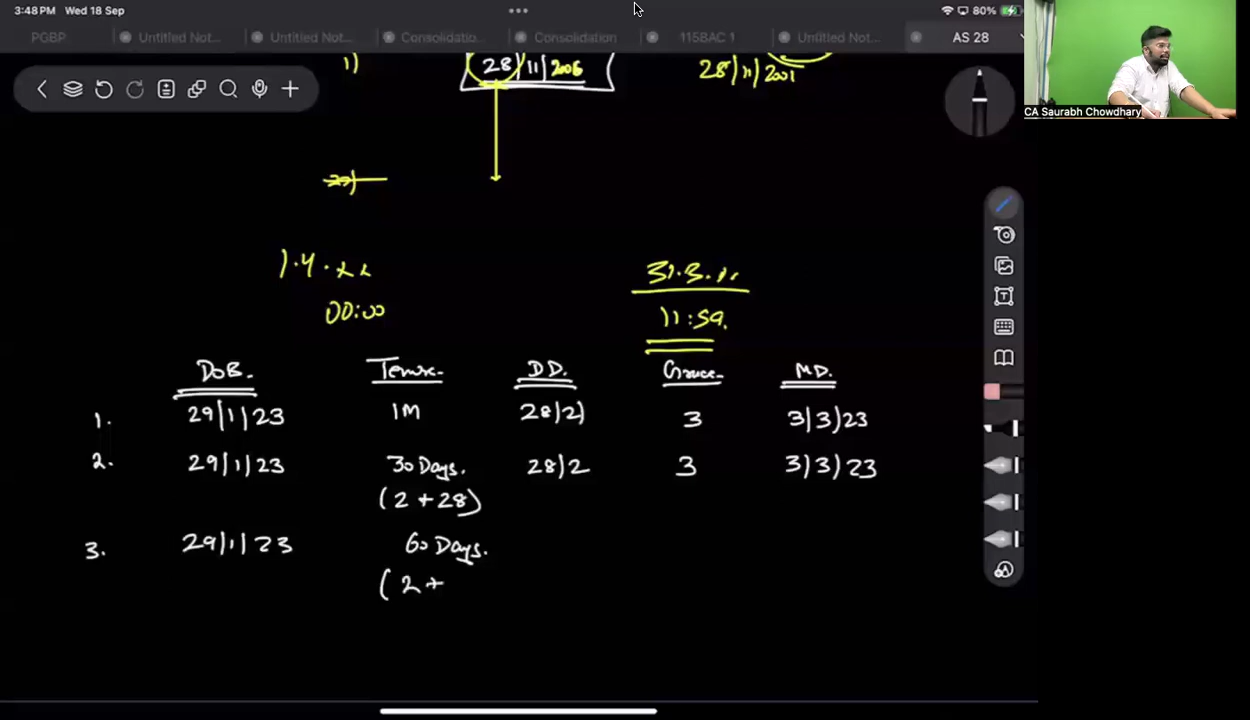 3:48 PM Wed 18 Sep
80%
PGBP Untitled Not... Untitled Not... Consolidatio... Consolidation 115BAC 1 Untitled Not... AS 28
CA Saurabh Chowdhary
1) 28/11/2006 28/11/2001
1.4.22 31.3.
00:00 11:59.
DOB. Tenure. DD. Grace. MD.
1. 29/1/23 1M 28/2) 3 3/3/23
2. 29/1/23 30 Days. 28/2 3 3/3/23
(2 + 28)
3. 29/1/23 60 Days.
(2 +